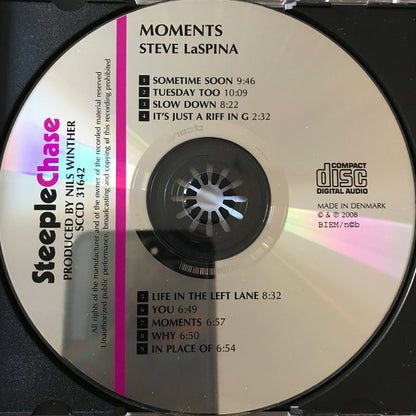 MOMENTS
STEVE LaSPINA
1 SOMETIME SOON 9:46
2 TUESDAY TOO 10:09
3 SLOW DOWN 8:22
4 IT'S JUST A RIFF IN G 2:32
SteepleChase
PRODUCED BY NILS WINTHER
SCCD 31642
All rights of the manufacturer and of the owner of the recorded material reserved
Unauthorized public performance, broadcasting and copying of this recording prohibited
COMPACT
disc
DIGITAL AUDIO
MADE IN DENMARK
© & ℗ 2008
BIEM/n©b
5 LIFE IN THE LEFT LANE 8:32
6 YOU 6:49
7 MOMENTS 6:57
8 WHY 6:50
9 IN PLACE OF 6:54